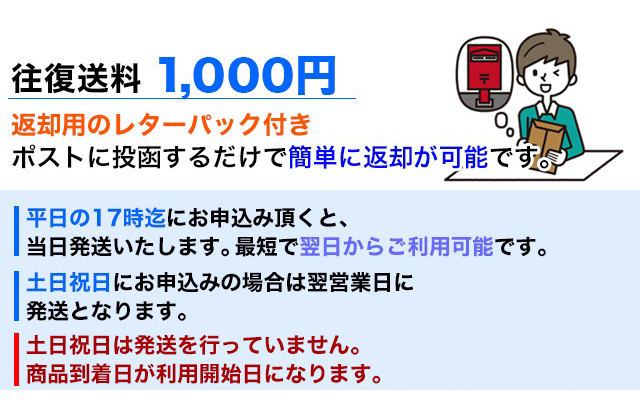 往復送料 1,000円
返却用のレターパック付き
ポストに投函するだけで簡単に返却が可能です。
平日の17時迄にお申込み頂くと、
当日発送いたします。最短で翌日からご利用可能です。
土日祝日にお申込みの場合は翌営業日に
発送となります。
土日祝日は発送を行っていません。
商品到着日が利用開始日になります。